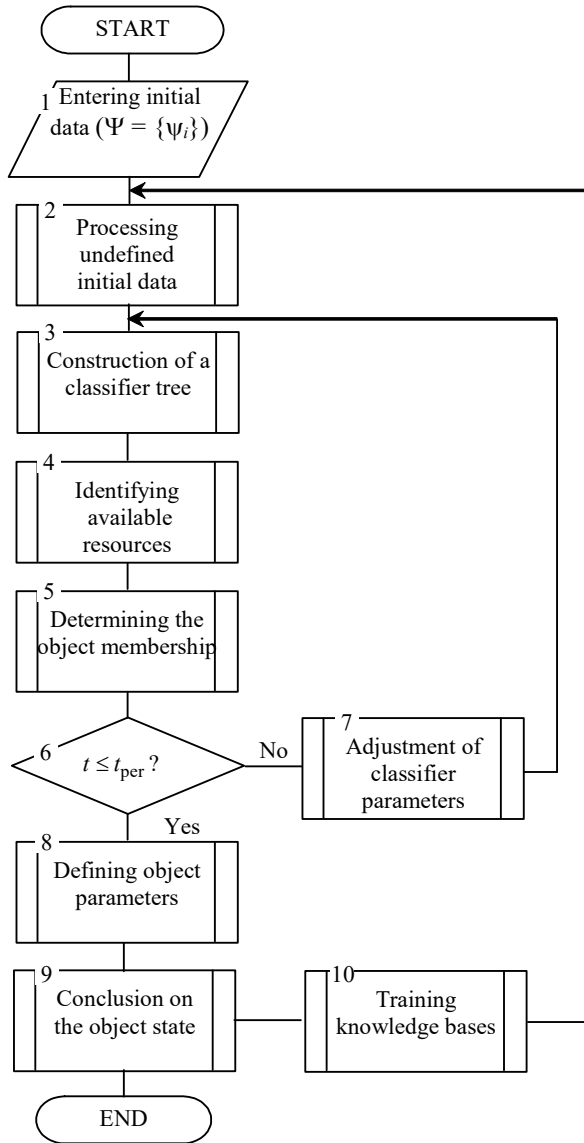 START
1 Entering initial
data (Ψ = {ψi})
2
Processing
undefined
initial data
3
Construction of a
classifier tree
4
Identifying
available
resources
5
Determining the
object membership
6
t ≤ tper ?
No
7
Adjustment of
classifier
parameters
Yes
8
Defining object
parameters
9
Conclusion on
the object state
10
Training
knowledge bases
END